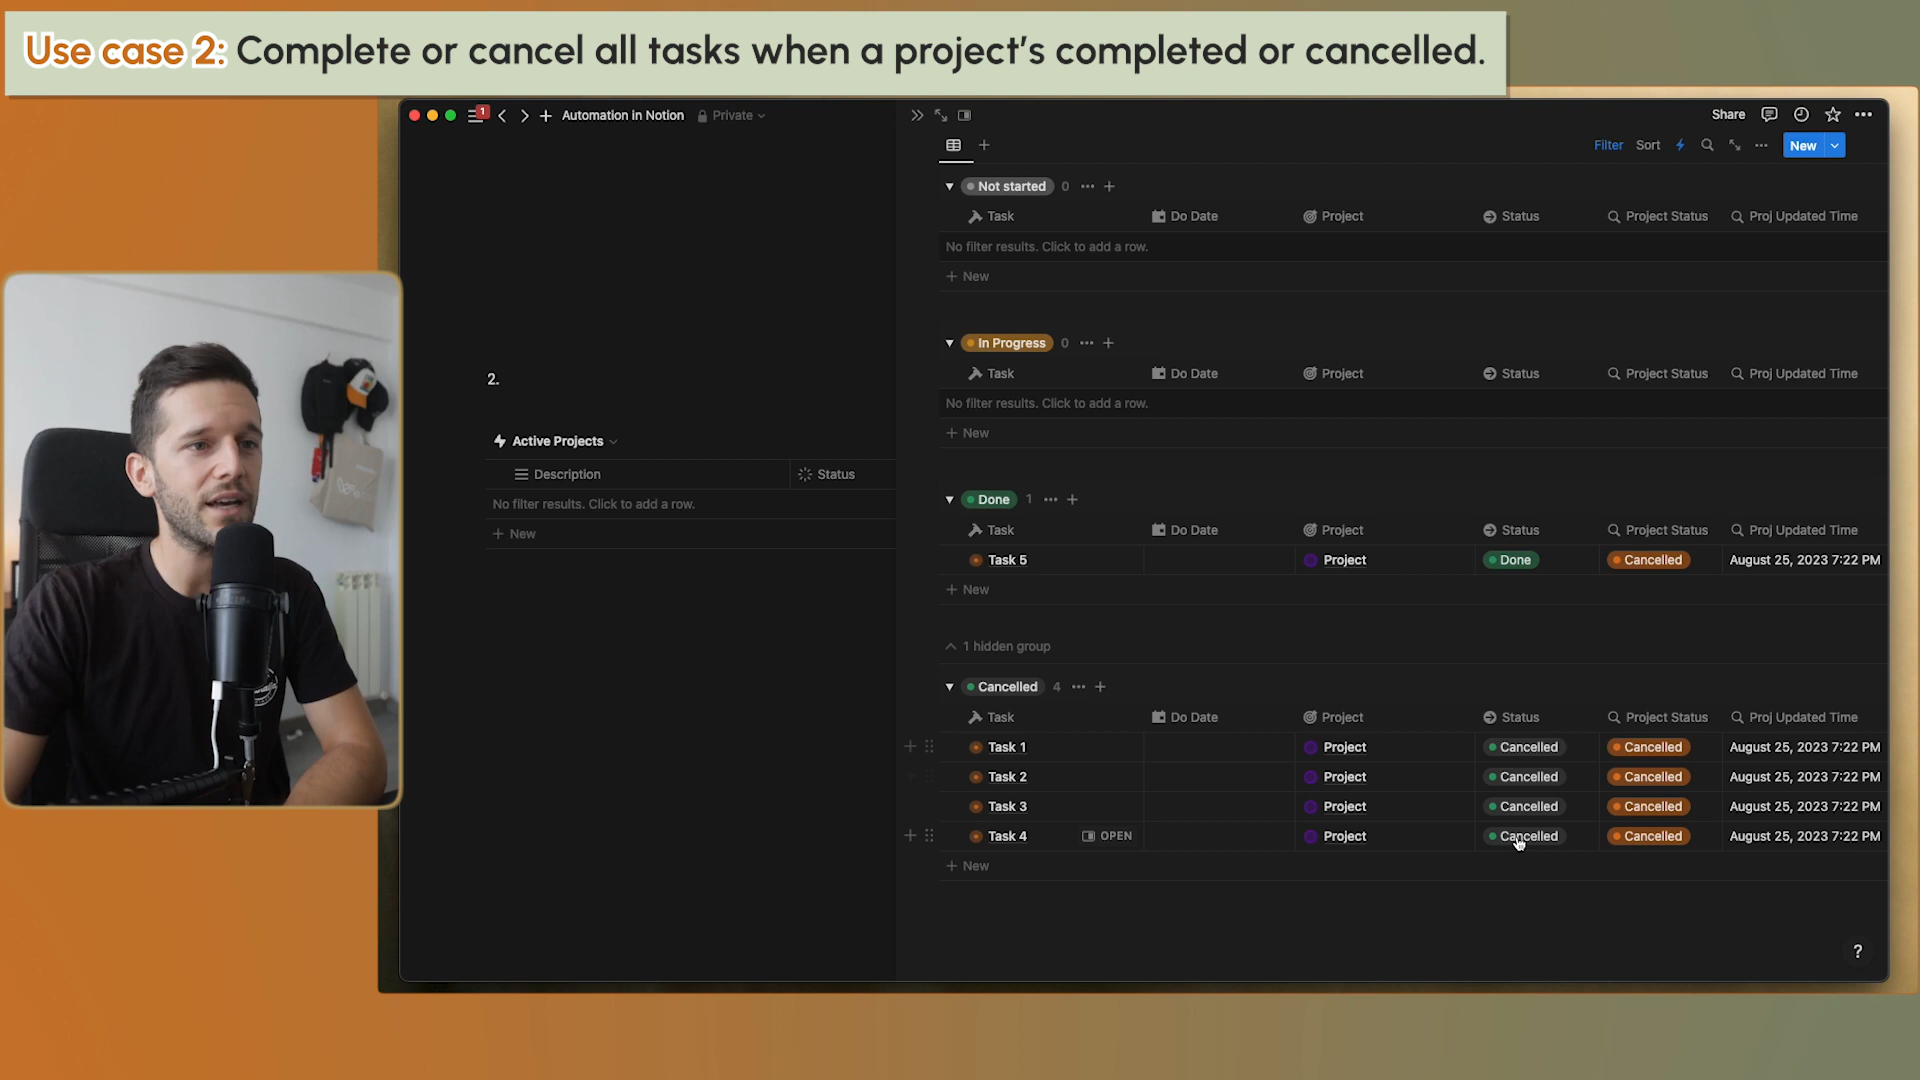 Use case 2: Complete or cancel all tasks when a project's completed or cancelled.
1 Automation in Notion Private Share
Filter Sort New
Not started 0
Task Do Date Project Status Project Status Proj Updated Time
No filter results. Click to add a row.
New
In Progress 0
Task Do Date Project Status Project Status Proj Updated Time
2.
No filter results. Click to add a row.
New
Active Projects
Description Status
No filter results. Click to add a row.
New
Done 1
Task Do Date Project Status Project Status Proj Updated Time
Task 5 Project Done Cancelled August 25, 2023 7:22 PM
New
1 hidden group
Cancelled 4
Task Do Date Project Status Project Status Proj Updated Time
Task 1 Project Cancelled Cancelled August 25, 2023 7:22 PM
Task 2 Project Cancelled Cancelled August 25, 2023 7:22 PM
Task 3 Project Cancelled Cancelled August 25, 2023 7:22 PM
Task 4 OPEN Project Cancelled Cancelled August 25, 2023 7:22 PM
New
?